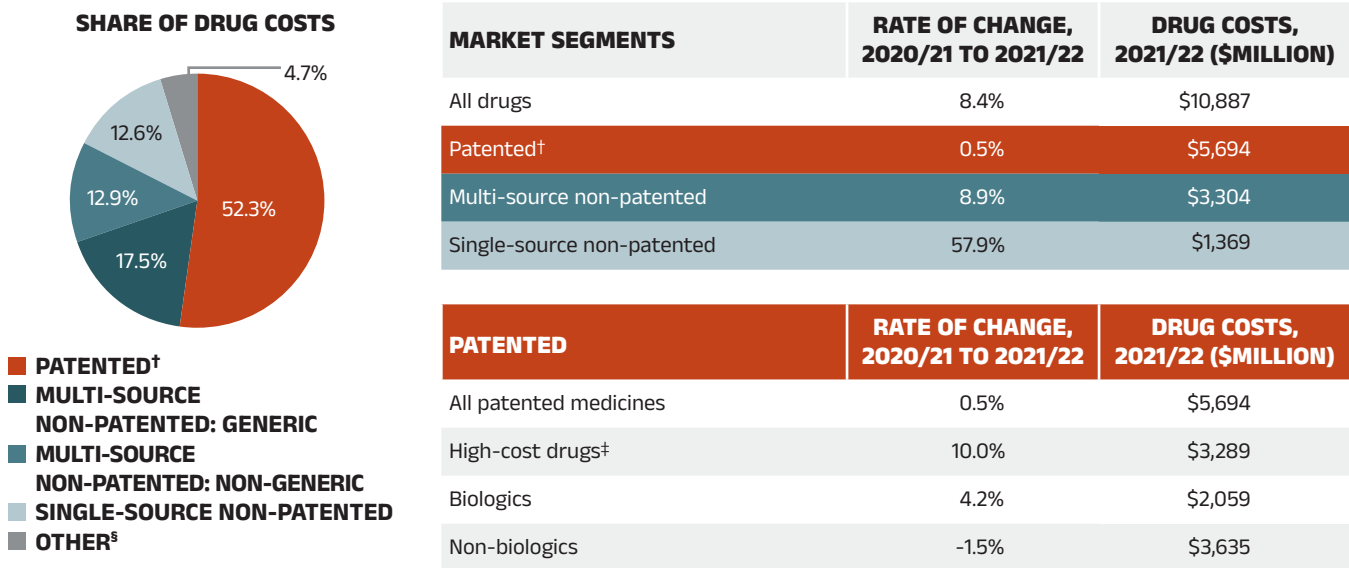 SHARE OF DRUG COSTS
4.7%
12.6%
12.9%
52.3%
17.5%
PATENTED†
MULTI-SOURCE
NON-PATENTED: GENERIC
MULTI-SOURCE
NON-PATENTED: NON-GENERIC
SINGLE-SOURCE NON-PATENTED
OTHER§
MARKET SEGMENTS RATE OF CHANGE, 2020/21 TO 2021/22 DRUG COSTS, 2021/22 ($MILLION)
All drugs 8.4% $10,887
Patented† 0.5% $5,694
Multi-source non-patented 8.9% $3,304
Single-source non-patented 57.9% $1,369
PATENTED RATE OF CHANGE, 2020/21 TO 2021/22 DRUG COSTS, 2021/22 ($MILLION)
All patented medicines 0.5% $5,694
High-cost drugs‡ 10.0% $3,289
Biologics 4.2% $2,059
Non-biologics -1.5% $3,635